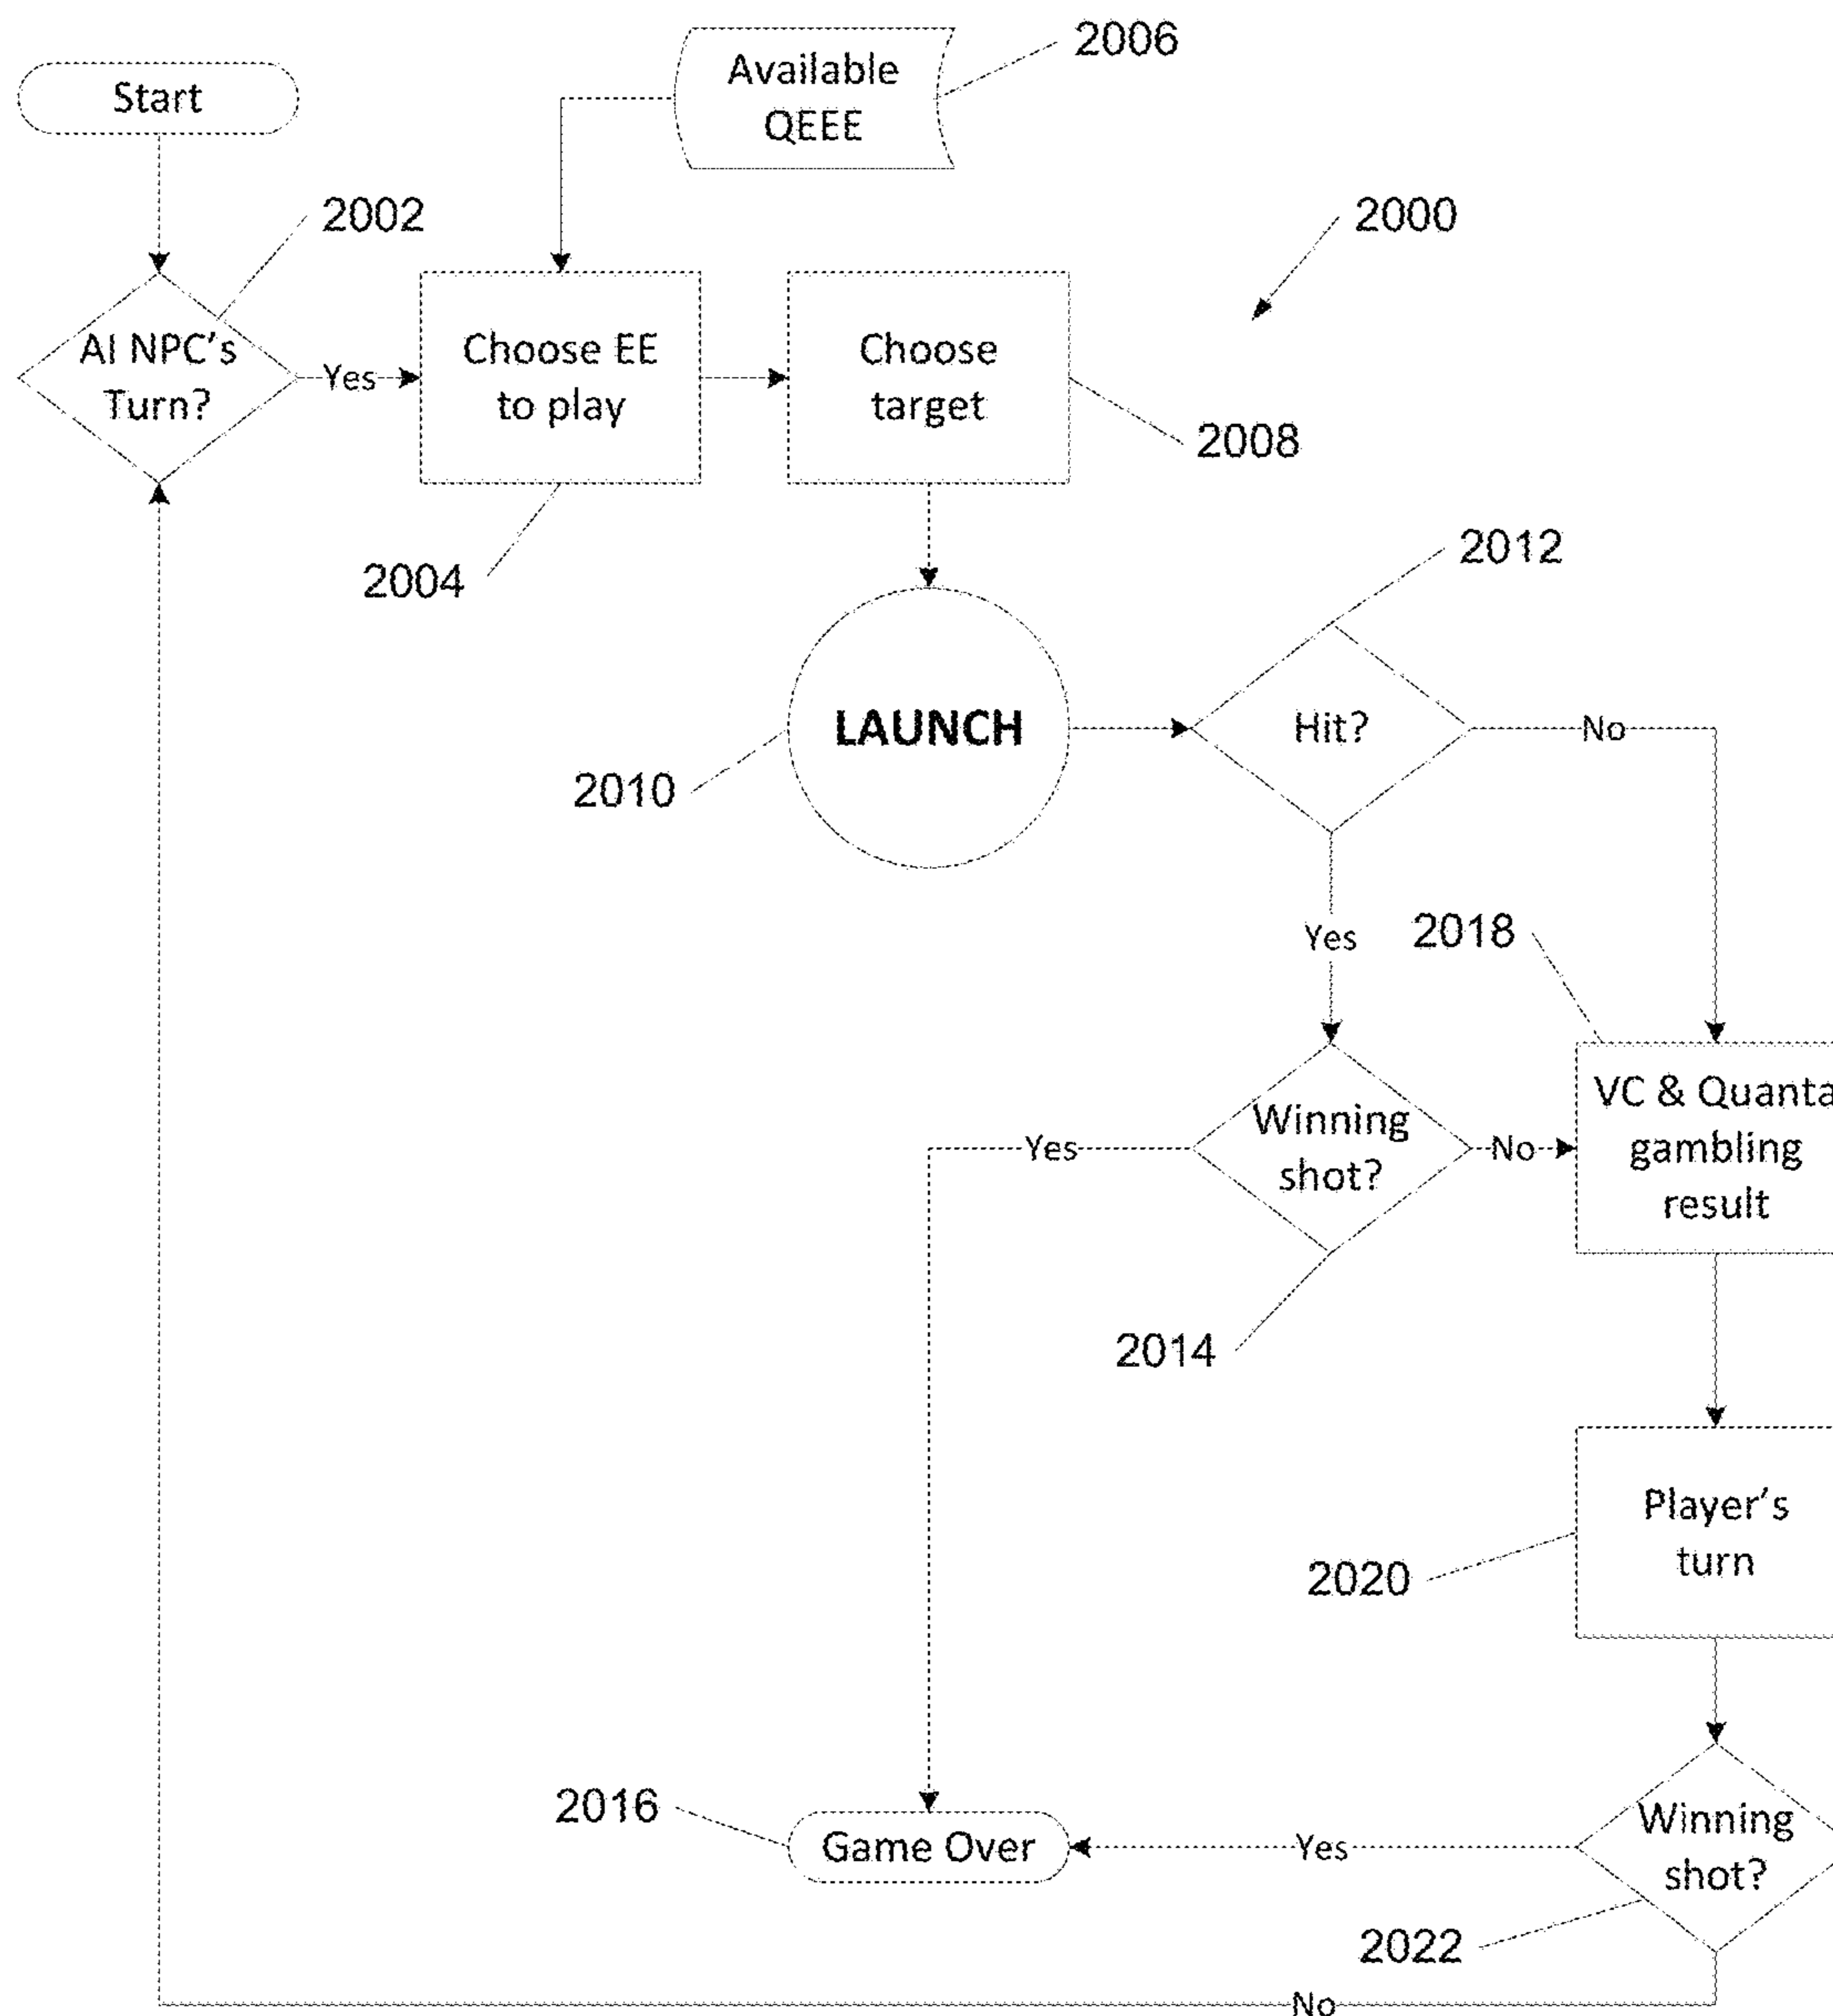 2006
Available
QEEE
Start
2002
2000
AI NPC's
Turn?
Yes
Choose EE
to play
Choose
target
2008
2004
2012
LAUNCH
Hit?
No
2010
Yes
2018
VC & Quanta
gambling
result
Winning
shot?
Yes
No
2014
Player's
turn
2020
2016
Game Over
Yes
Winning
shot?
2022
No